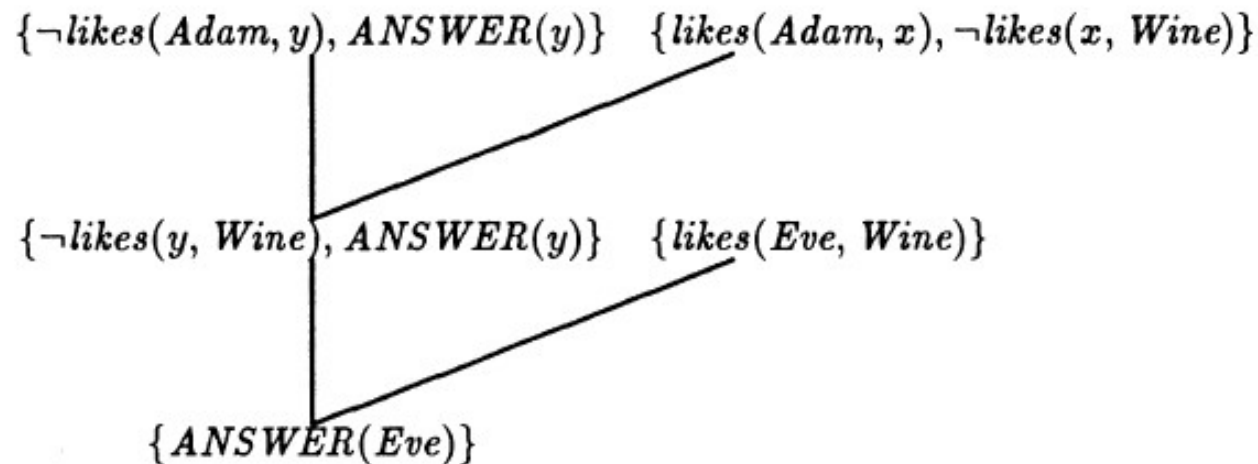 {¬likes(Adam, y), ANSWER(y)} {likes(Adam, x), ¬likes(x, Wine)}
{¬likes(y, Wine), ANSWER(y)} {likes(Eve, Wine)}
{ANSWER(Eve)}